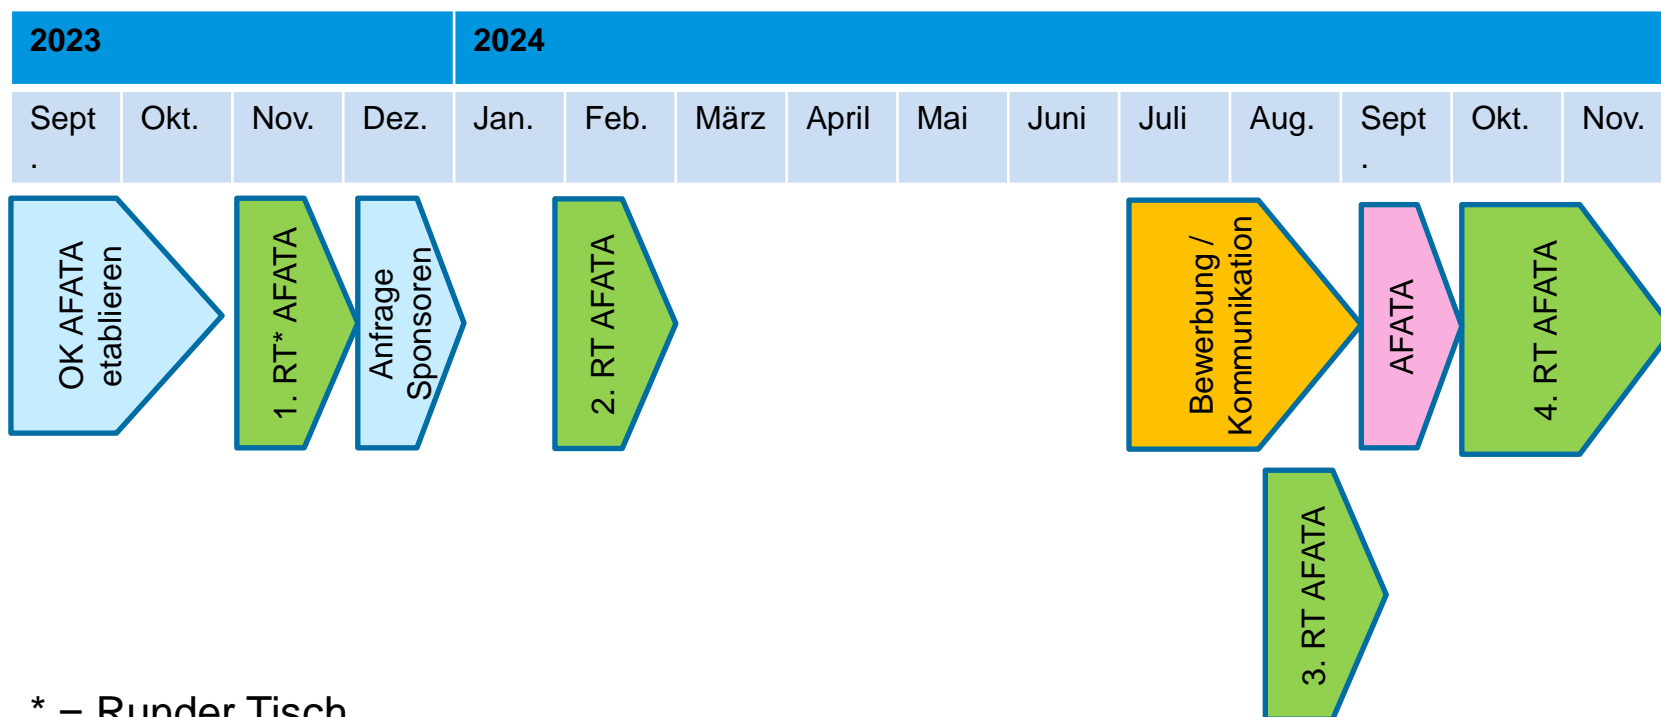 2023 2024
Sept Okt. Nov. Dez. Jan. Feb. März April Mai Juni Juli Aug. Sept Okt. Nov.
. .
OK AFATA
etablieren
1. RT* AFATA
Anfrage
Sponsoren
2. RT AFATA
Bewerbung /
Kommunikation
AFATA
4. RT AFATA
3. RT AFATA
* = Runder Tisch